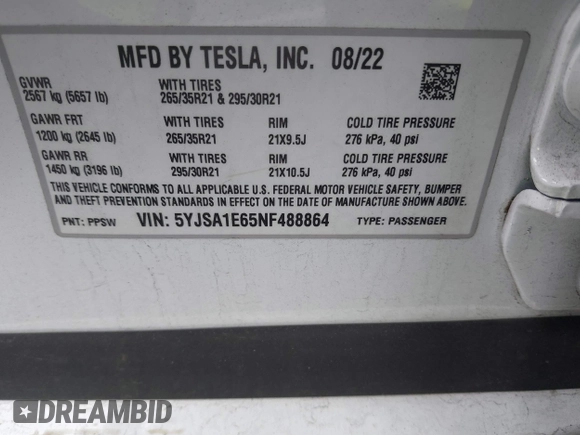 MFD BY TESLA, INC. 08/22
GVWR WITH TIRES
2567 kg (5657 lb) 265/35R21 & 295/30R21
GAWR FRT WITH TIRES RIM COLD TIRE PRESSURE
1200 kg (2645 lb) 265/35R21 21X9.5J 276 kPa, 40 psi
GAWR RR WITH TIRES RIM COLD TIRE PRESSURE
1450 kg (3196 lb) 295/30R21 21X10.5J 276 kPa, 40 psi
THIS VEHICLE CONFORMS TO ALL APPLICABLE U.S. FEDERAL MOTOR VEHICLE SAFETY, BUMPER,
AND THEFT PREVENTION STANDARDS IN EFFECT ON THE DATE OF MANUFACTURE SHOWN ABOVE.
PNT: PPSW VIN: 5YJSA1E65NF488864 TYPE: PASSENGER
DREAMBID